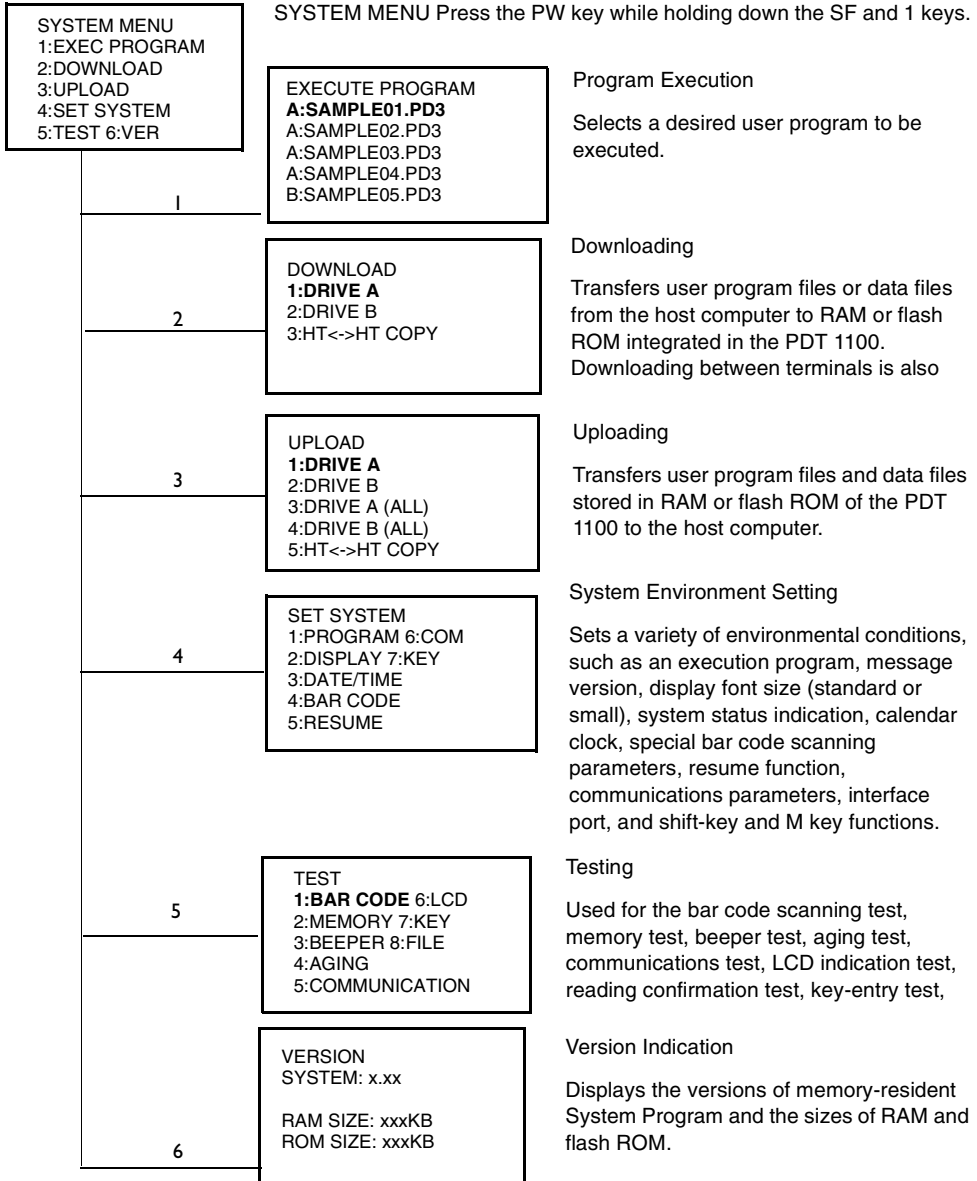 SYSTEM MENU Press the PW key while holding down the SF and 1 keys.
SYSTEM MENU
1:EXEC PROGRAM
2:DOWNLOAD
3:UPLOAD
4:SET SYSTEM
5:TEST 6:VER
1
EXECUTE PROGRAM
A:SAMPLE01.PD3
A:SAMPLE02.PD3
A:SAMPLE03.PD3
A:SAMPLE04.PD3
B:SAMPLE05.PD3
Program Execution
Selects a desired user program to be
executed.
2
DOWNLOAD
1:DRIVE A
2:DRIVE B
3:HT<->HT COPY
Downloading
Transfers user program files or data files
from the host computer to RAM or flash
ROM integrated in the PDT 1100.
Downloading between terminals is also
3
UPLOAD
1:DRIVE A
2:DRIVE B
3:DRIVE A (ALL)
4:DRIVE B (ALL)
5:HT<->HT COPY
Uploading
Transfers user program files and data files
stored in RAM or flash ROM of the PDT
1100 to the host computer.
4
SET SYSTEM
1:PROGRAM 6:COM
2:DISPLAY 7:KEY
3:DATE/TIME
4:BAR CODE
5:RESUME
System Environment Setting
Sets a variety of environmental conditions,
such as an execution program, message
version, display font size (standard or
small), system status indication, calendar
clock, special bar code scanning
parameters, resume function,
communications parameters, interface
port, and shift-key and M key functions.
5
TEST
1:BAR CODE 6:LCD
2:MEMORY 7:KEY
3:BEEPER 8:FILE
4:AGING
5:COMMUNICATION
Testing
Used for the bar code scanning test,
memory test, beeper test, aging test,
communications test, LCD indication test,
reading confirmation test, key-entry test,
6
VERSION
SYSTEM: x.xx
RAM SIZE: xxxKB
ROM SIZE: xxxKB
Version Indication
Displays the versions of memory-resident
System Program and the sizes of RAM and
flash ROM.